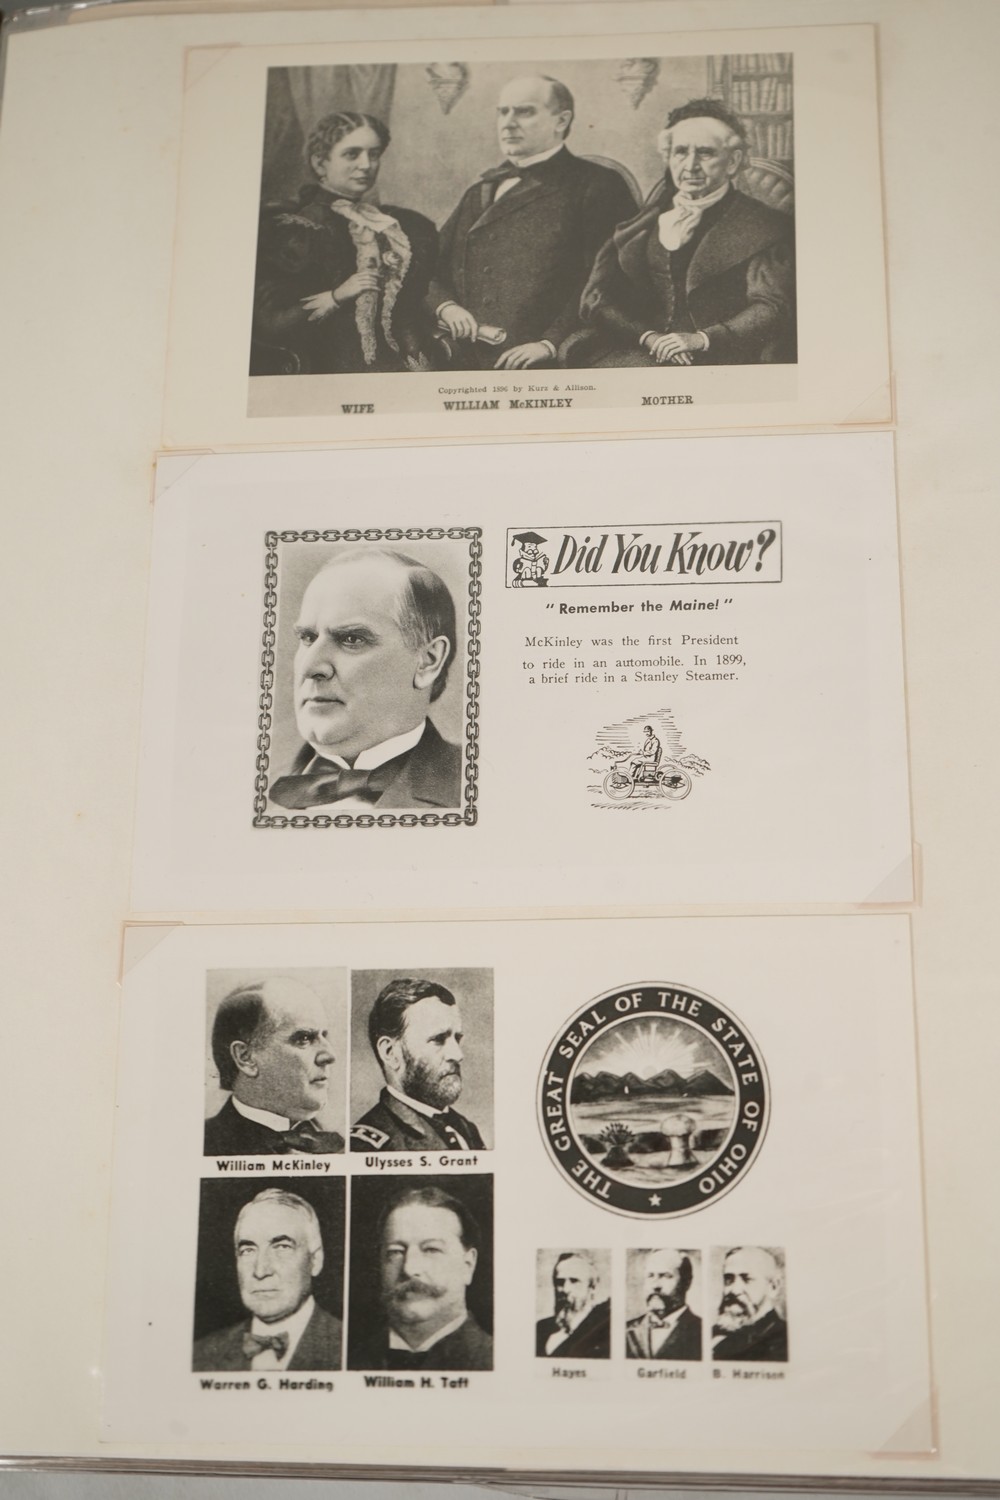 Copyrighted 1896 by Kurz & Allison.
WIFE WILLIAM McKINLEY MOTHER
Did You Know?
"Remember the Maine!"
McKinley was the first President
to ride in an automobile. In 1899,
a brief ride in a Stanley Steamer.
William McKinley Ulysses S. Grant
Warren G. Harding William H. Taft
THE GREAT SEAL OF THE STATE OF OHIO
Hayes Garfield B. Harrison